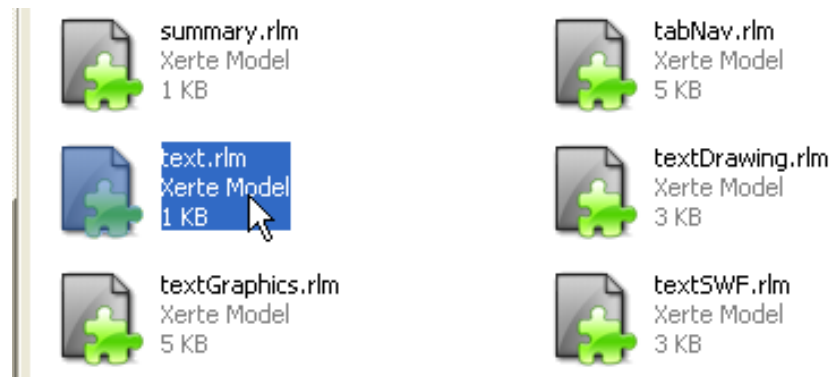 summary.rlm
Xerte Model
1 KB
tabNav.rlm
Xerte Model
5 KB
text.rlm
Xerte Model
1 KB
textDrawing.rlm
Xerte Model
3 KB
textGraphics.rlm
Xerte Model
5 KB
textSWF.rlm
Xerte Model
3 KB